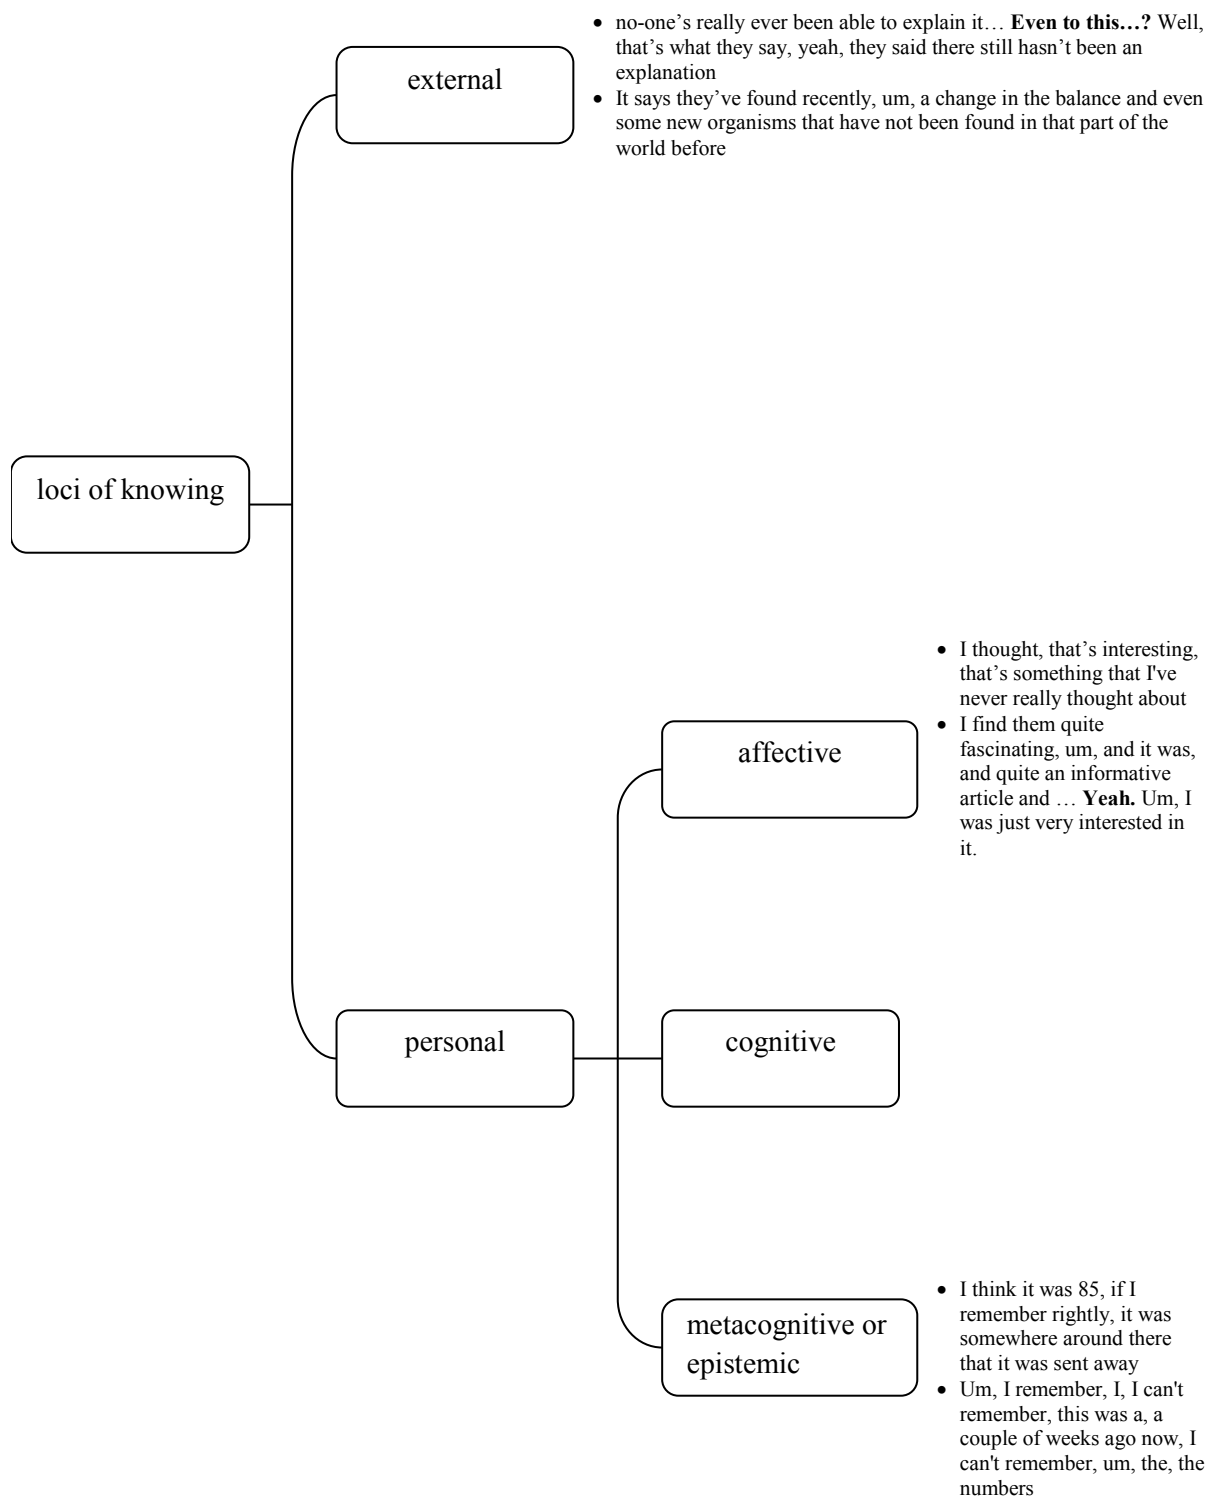 • no-one’s really ever been able to explain it… Even to this…? Well,
that’s what they say, yeah, they said there still hasn’t been an
explanation
• It says they’ve found recently, um, a change in the balance and even
some new organisms that have not been found in that part of the
world before
external
loci of knowing
• I thought, that’s interesting,
that’s something that I've
never really thought about
• I find them quite
fascinating, um, and it was,
and quite an informative
article and … Yeah. Um, I
was just very interested in
it.
affective
personal
cognitive
• I think it was 85, if I
remember rightly, it was
somewhere around there
that it was sent away
• Um, I remember, I, I can't
remember, this was a, a
couple of weeks ago now, I
can't remember, um, the, the
numbers
metacognitive or
epistemic